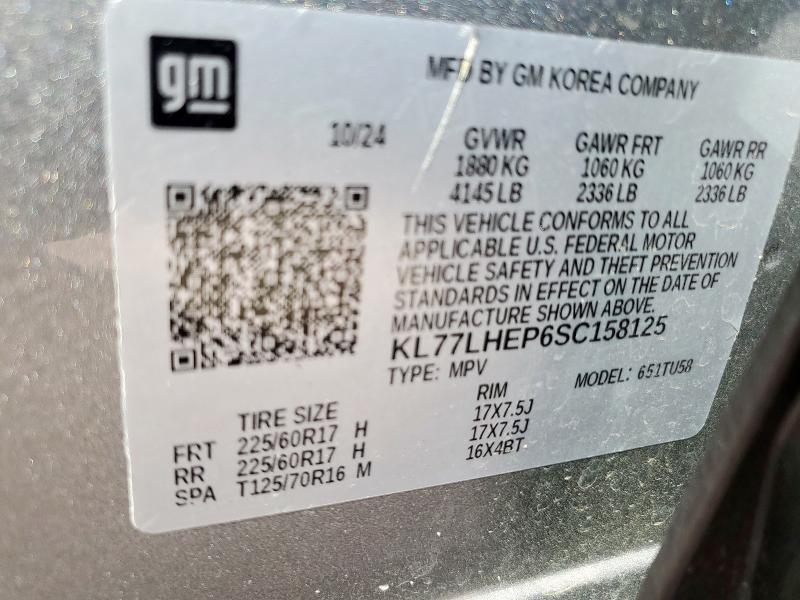 gm
MFD BY GM KOREA COMPANY
10/24
GVWR GAWR FRT GAWR RR
1880 KG 1060 KG 1060 KG
4145 LB 2336 LB 2336 LB
THIS VEHICLE CONFORMS TO ALL
APPLICABLE U.S. FEDERAL MOTOR
VEHICLE SAFETY AND THEFT PREVENTION
STANDARDS IN EFFECT ON THE DATE OF
MANUFACTURE SHOWN ABOVE.
KL77LHEP6SC158125
TYPE: MPV MODEL: 651TU58
TIRE SIZE RIM
FRT 225/60R17 H 17X7.5J
RR 225/60R17 H 17X7.5J
SPA T125/70R16 M 16X4BT